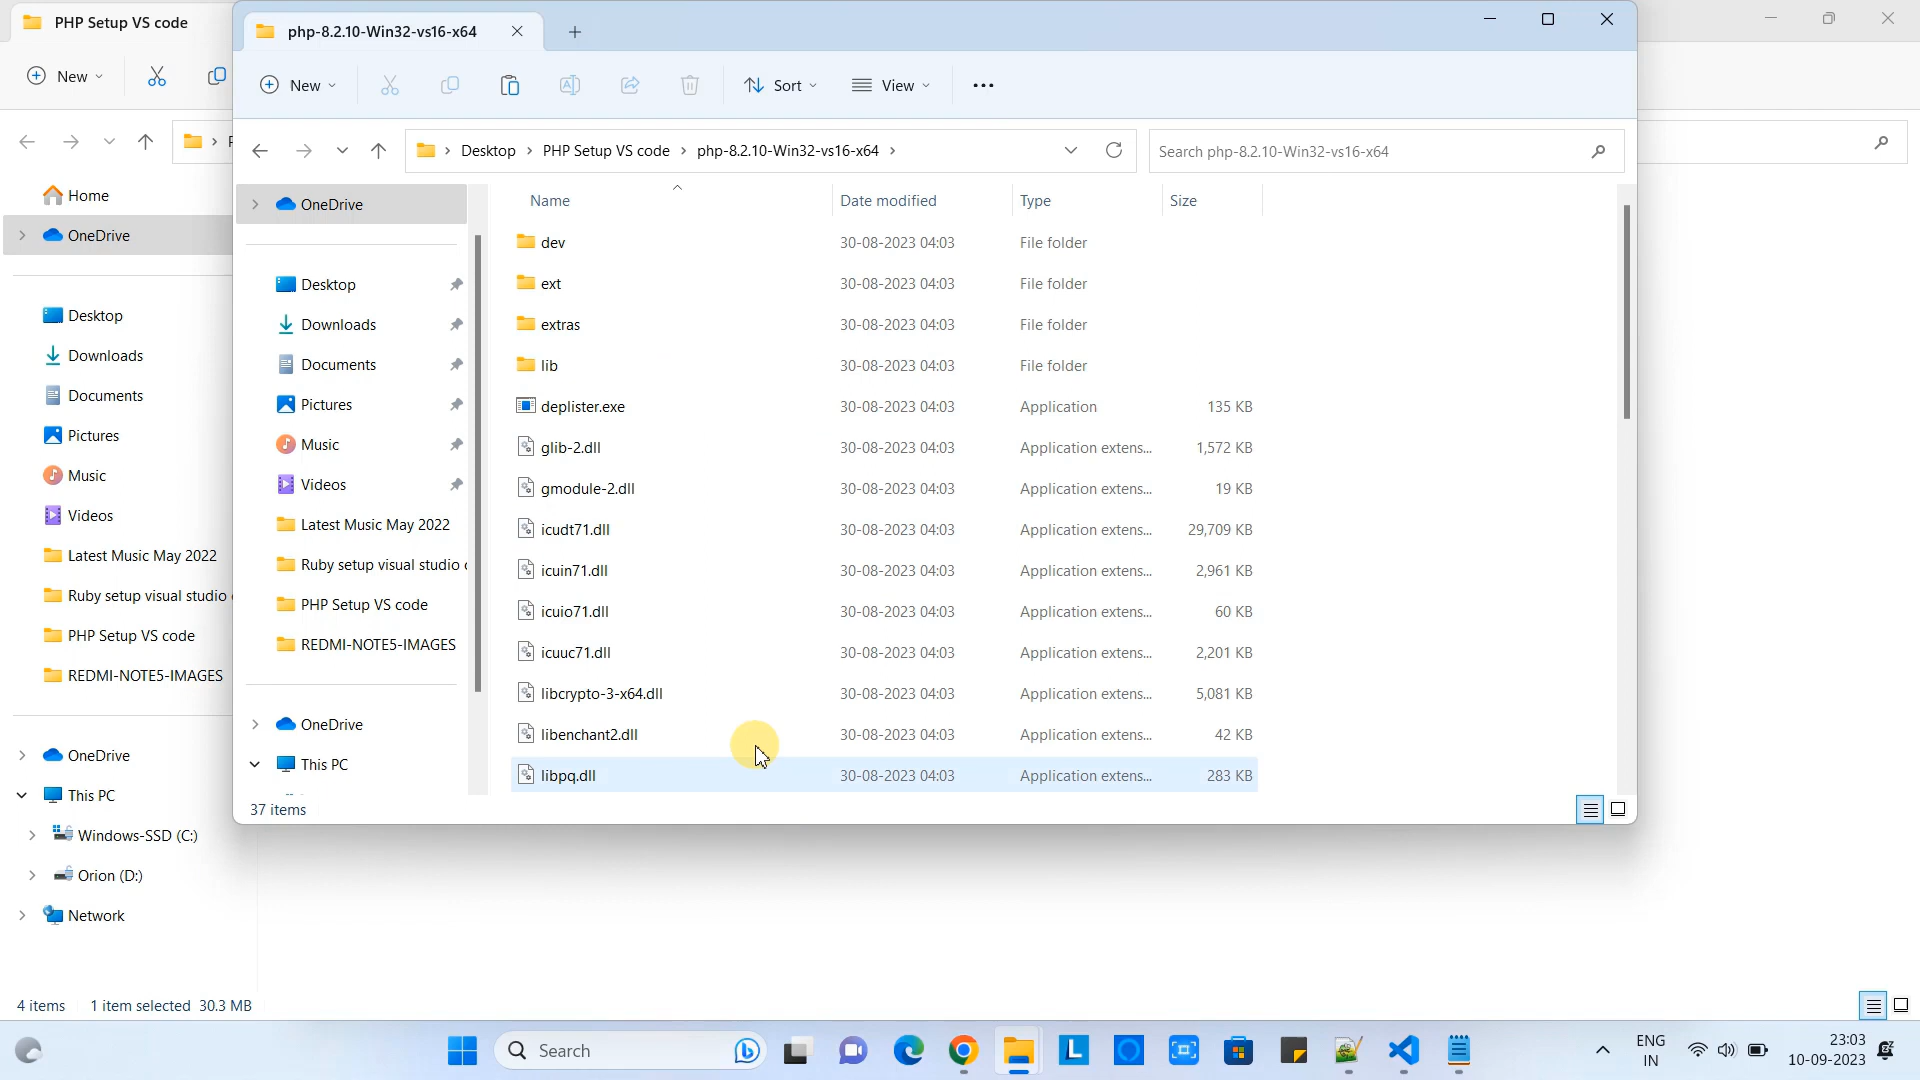 PHP Setup VS code
New
P
Home
OneDrive
Desktop
Downloads
Documents
Pictures
Music
Videos
Latest Music May 2022
Ruby setup visual studio
PHP Setup VS code
REDMI-NOTE5-IMAGES
OneDrive
This PC
Windows-SSD (C:)
Orion (D:)
Network
4 items 1 item selected 30.3 MB
php-8.2.10-Win32-vs16-x64
New Sort View
Desktop PHP Setup VS code php-8.2.10-Win32-vs16-x64
Search php-8.2.10-Win32-vs16-x64
OneDrive
Desktop
Downloads
Documents
Pictures
Music
Videos
Latest Music May 2022
Ruby setup visual studio
PHP Setup VS code
REDMI-NOTE5-IMAGES
OneDrive
This PC
Name Date modified Type Size
dev 30-08-2023 04:03 File folder
ext 30-08-2023 04:03 File folder
extras 30-08-2023 04:03 File folder
lib 30-08-2023 04:03 File folder
deplister.exe 30-08-2023 04:03 Application 135 KB
glib-2.dll 30-08-2023 04:03 Application extens... 1,572 KB
gmodule-2.dll 30-08-2023 04:03 Application extens... 19 KB
icudt71.dll 30-08-2023 04:03 Application extens... 29,709 KB
icuin71.dll 30-08-2023 04:03 Application extens... 2,961 KB
icuio71.dll 30-08-2023 04:03 Application extens... 60 KB
icuuc71.dll 30-08-2023 04:03 Application extens... 2,201 KB
libcrypto-3-x64.dll 30-08-2023 04:03 Application extens... 5,081 KB
libenchant2.dll 30-08-2023 04:03 Application extens... 42 KB
libpq.dll 30-08-2023 04:03 Application extens... 283 KB
37 items
Search
L
ENG
IN
23:03
10-09-2023